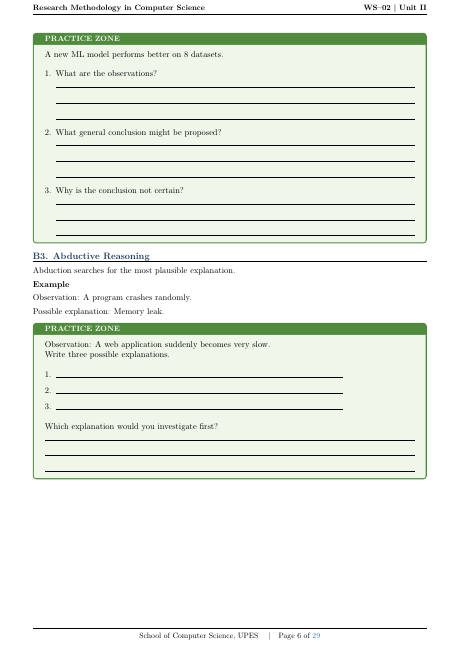 Research Methodology in Computer Science WS–02 | Unit II
PRACTICE ZONE
A new ML model performs better on 8 datasets.
1. What are the observations?
2. What general conclusion might be proposed?
3. Why is the conclusion not certain?
B3. Abductive Reasoning
Abduction searches for the most plausible explanation.
Example
Observation: A program crashes randomly.
Possible explanation: Memory leak.
PRACTICE ZONE
Observation: A web application suddenly becomes very slow.
Write three possible explanations.
1.
2.
3.
Which explanation would you investigate first?
School of Computer Science, UPES | Page 6 of 29